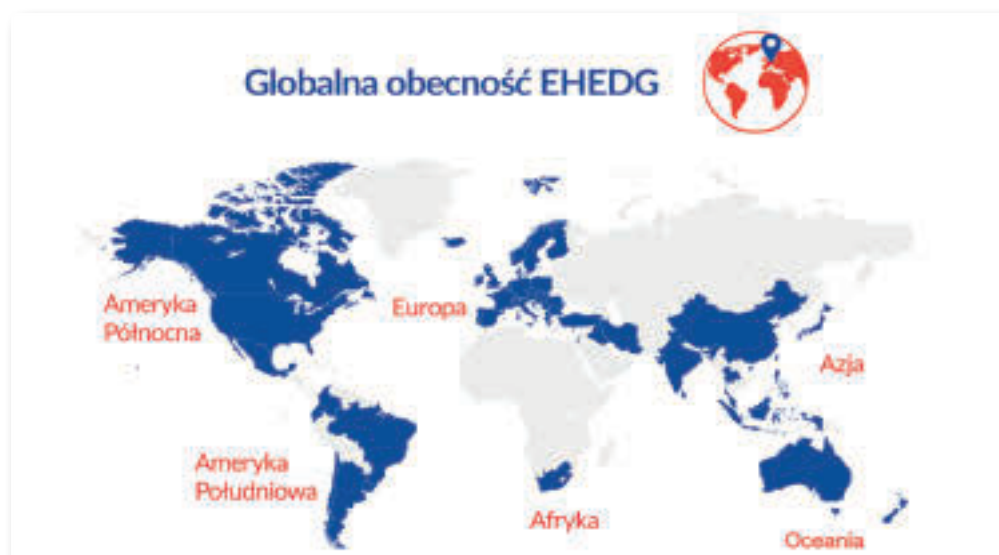 Globalna obecność EHEDG
Ameryka
Północna
Europa
Azja
Ameryka
Południowa
Afryka
Oceania